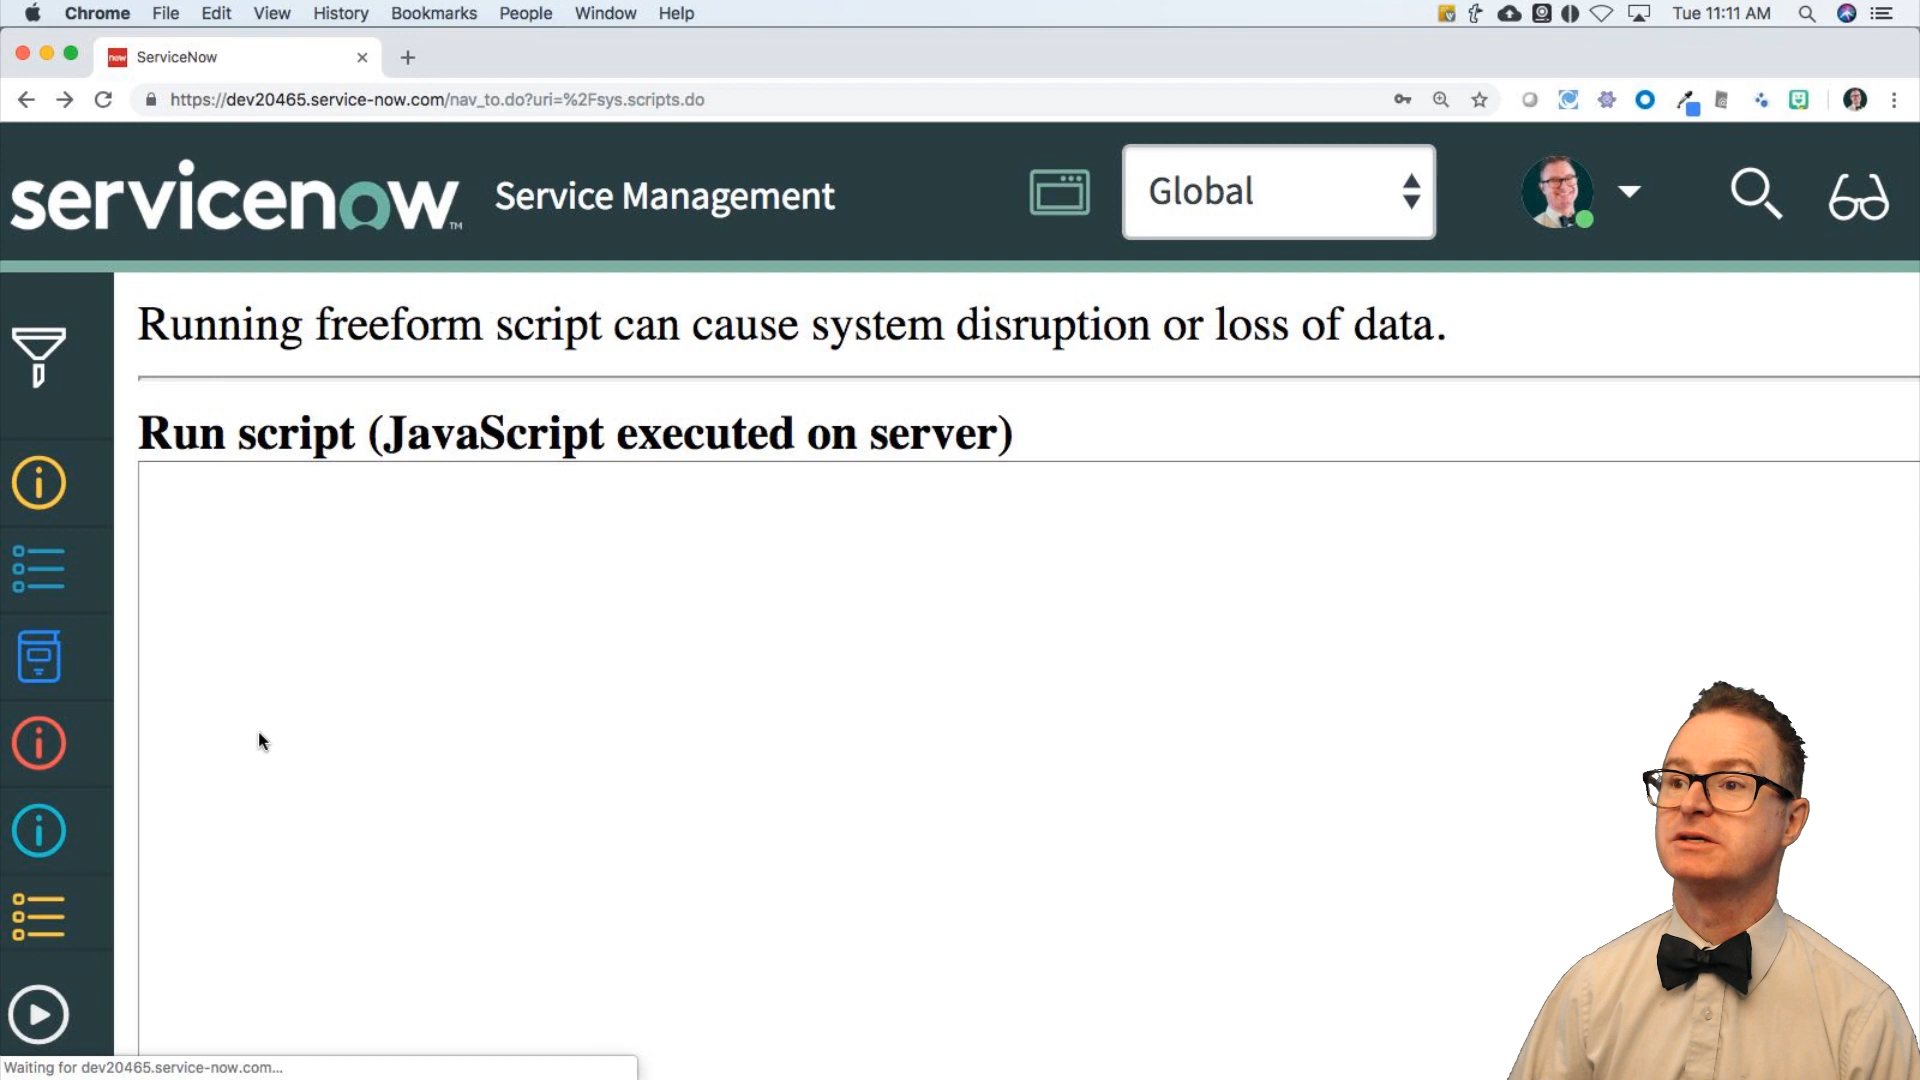 Chrome File Edit View History Bookmarks People Window Help Tue 11:11 AM
now ServiceNow
https://dev20465.service-now.com/nav_to.do?uri=%2Fsys.scripts.do
servicenow™ Service Management Global
Running freeform script can cause system disruption or loss of data.
Run script (JavaScript executed on server)
Waiting for dev20465.service-now.com...